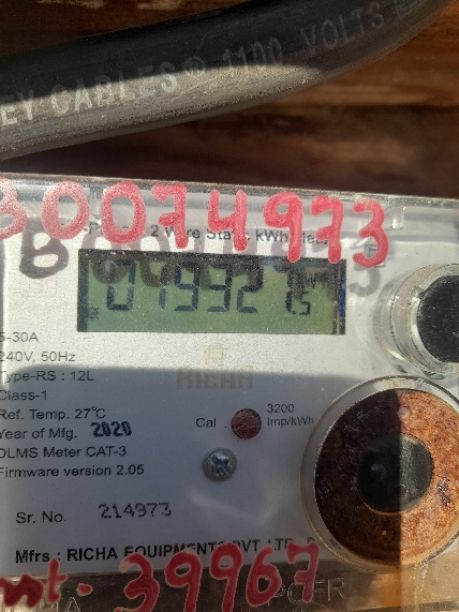 EY CABLES® 1100 VOLTS
B0074973
2 Wire Static kWh
5-30A
240V, 50Hz
RICHA
Type-RS : 12L
Class-1
Ref. Temp. 27°C
Cal
3200
Imp/kWh
Year of Mfg. 2020
DLMS Meter CAT-3
Firmware version 2.05
Sr. No. 214973
Mfrs : RICHA EQUIPMENTS PVT. LTD.
39967